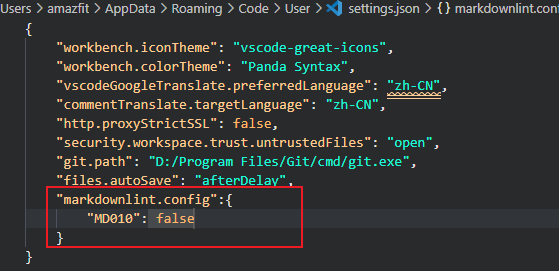 Users > amazfit > AppData > Roaming > Code > User > settings.json > { } markdownlint.con
{
"workbench.iconTheme": "vscode-great-icons",
"workbench.colorTheme": "Panda Syntax",
"vscodeGoogleTranslate.preferredLanguage": "zh-CN",
"commentTranslate.targetLanguage": "zh-CN",
"http.proxyStrictSSL": false,
"security.workspace.trust.untrustedFiles": "open",
"git.path": "D:/Program Files/Git/cmd/git.exe",
"files.autoSave": "afterDelay",
"markdownlint.config":{
"MD010": false
}
}